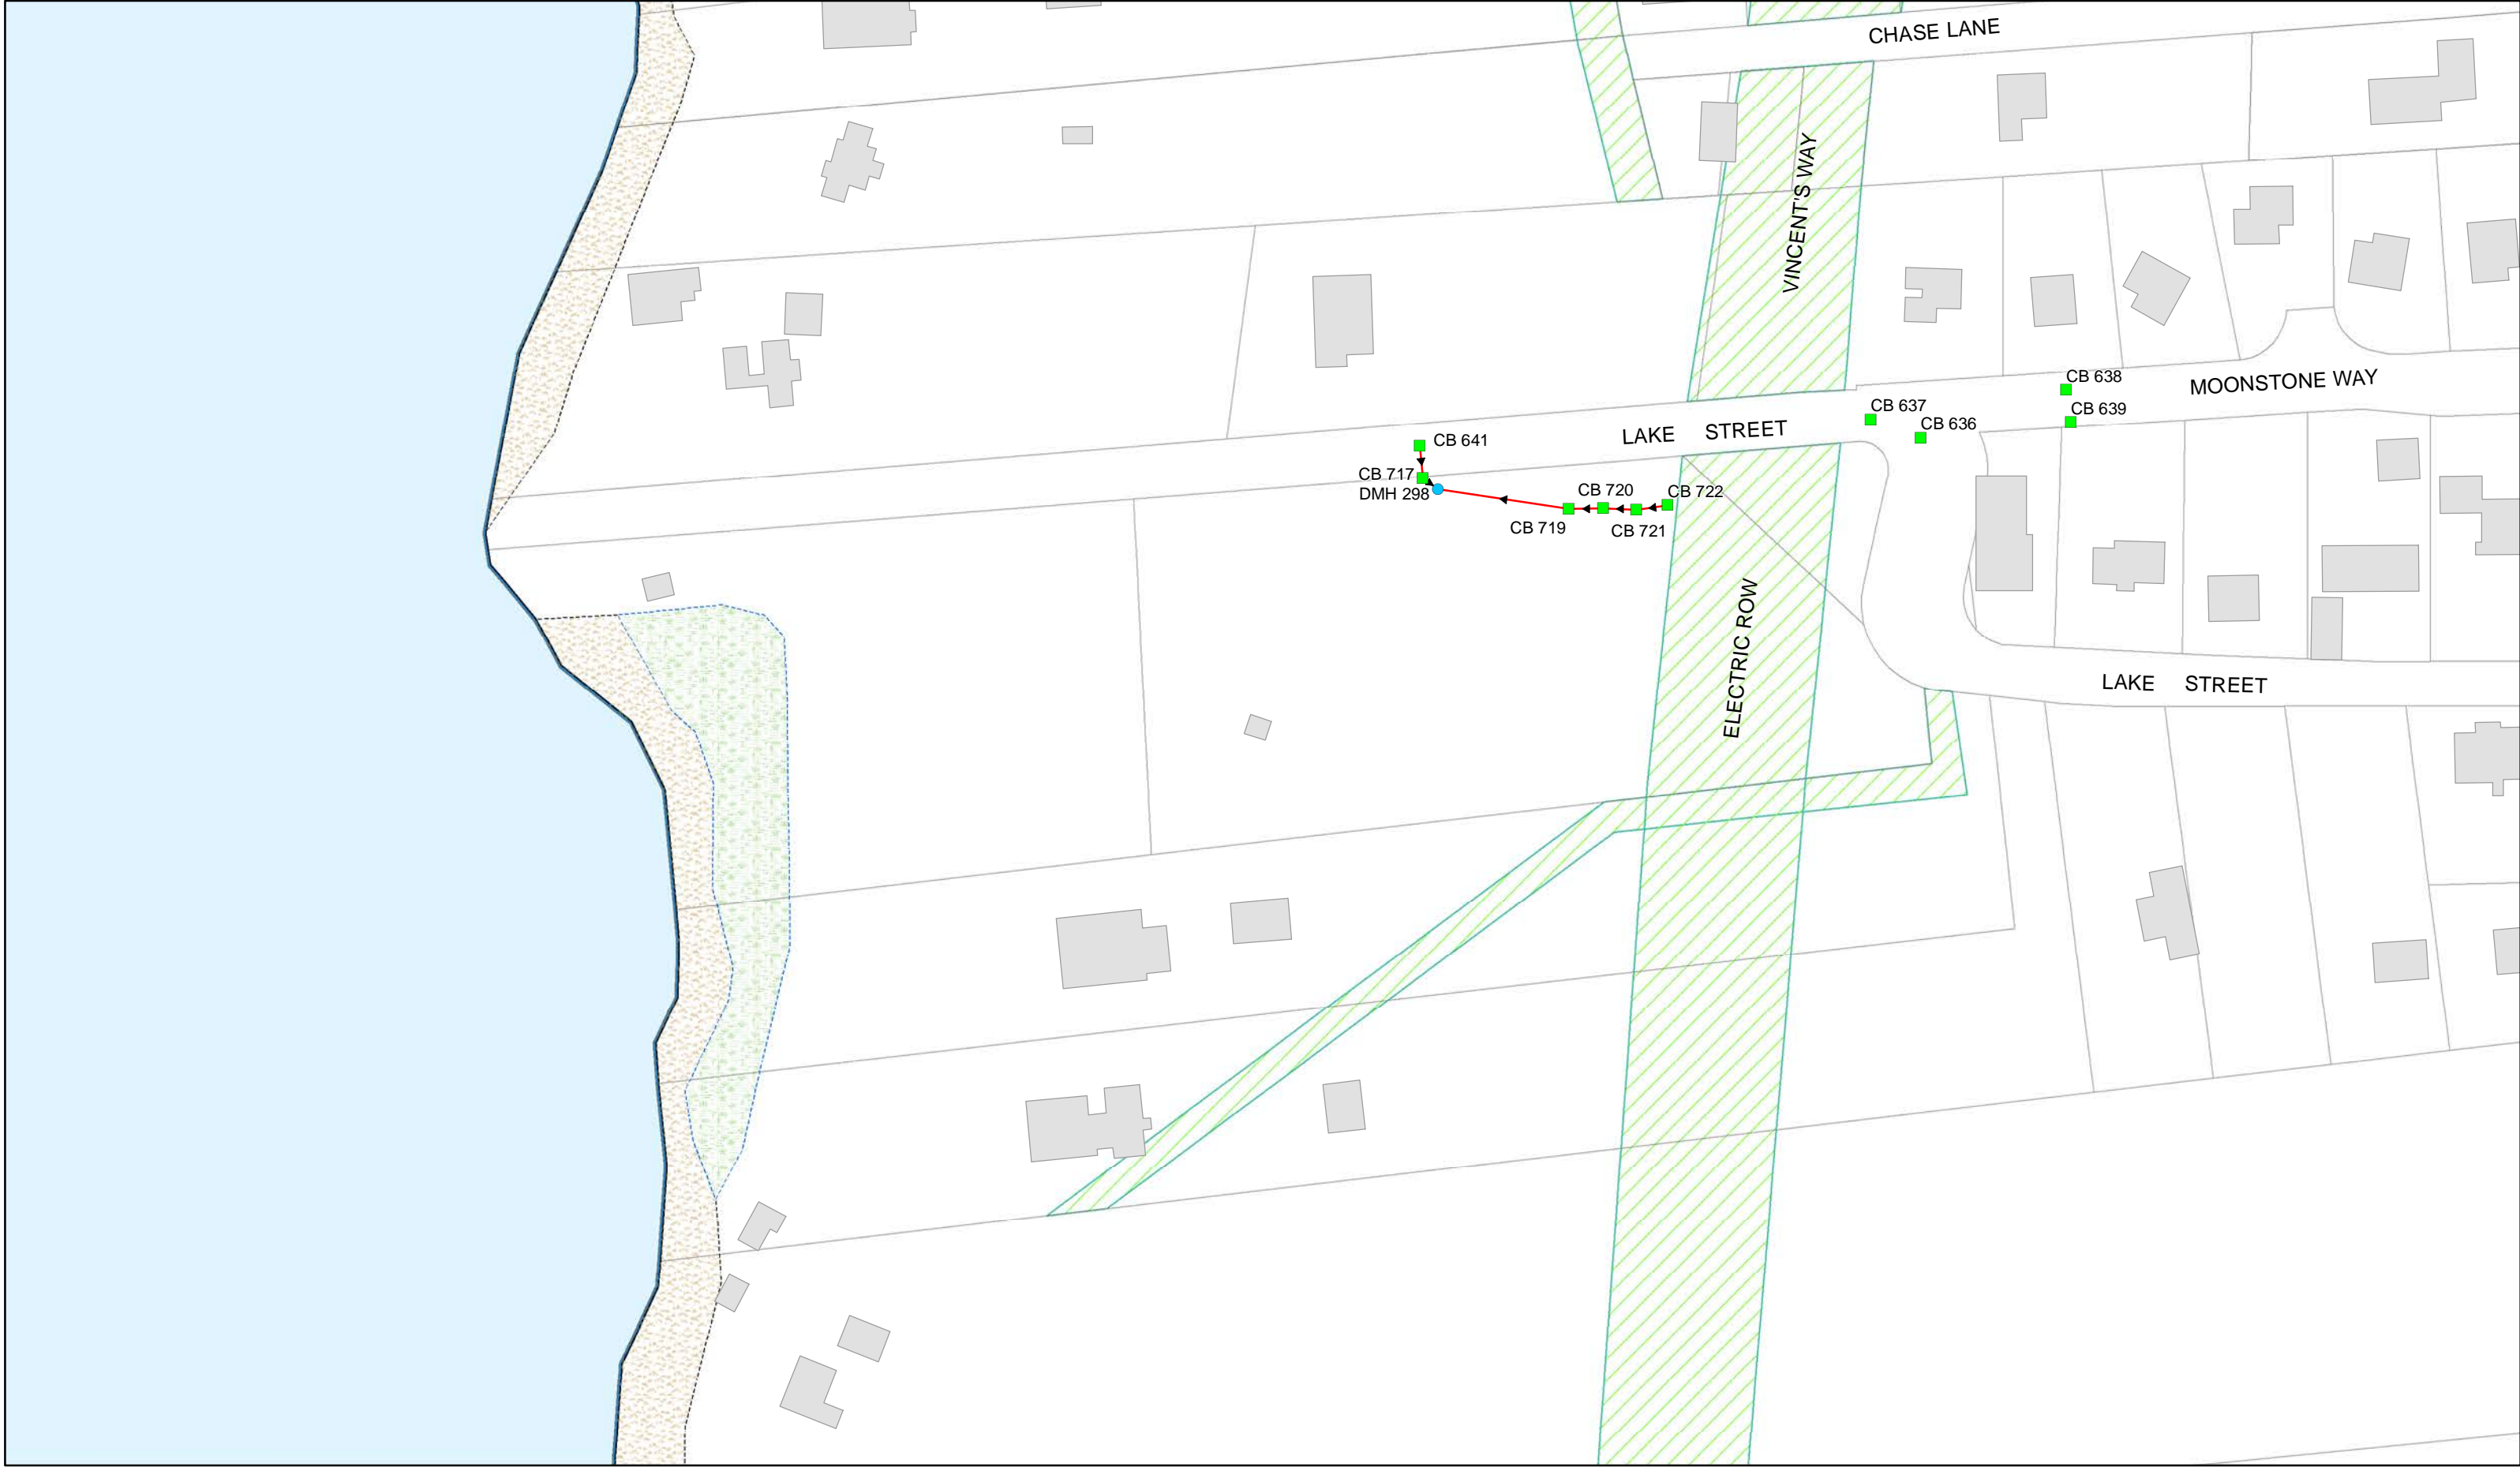 CHASE LANE
VINCENT'S WAY
CB 638
MOONSTONE WAY
CB 637
CB 639
CB 636
LAKE STREET
CB 641
CB 717
DMH 298
CB 720
CB 722
CB 719
CB 721
ELECTRIC ROW
LAKE STREET